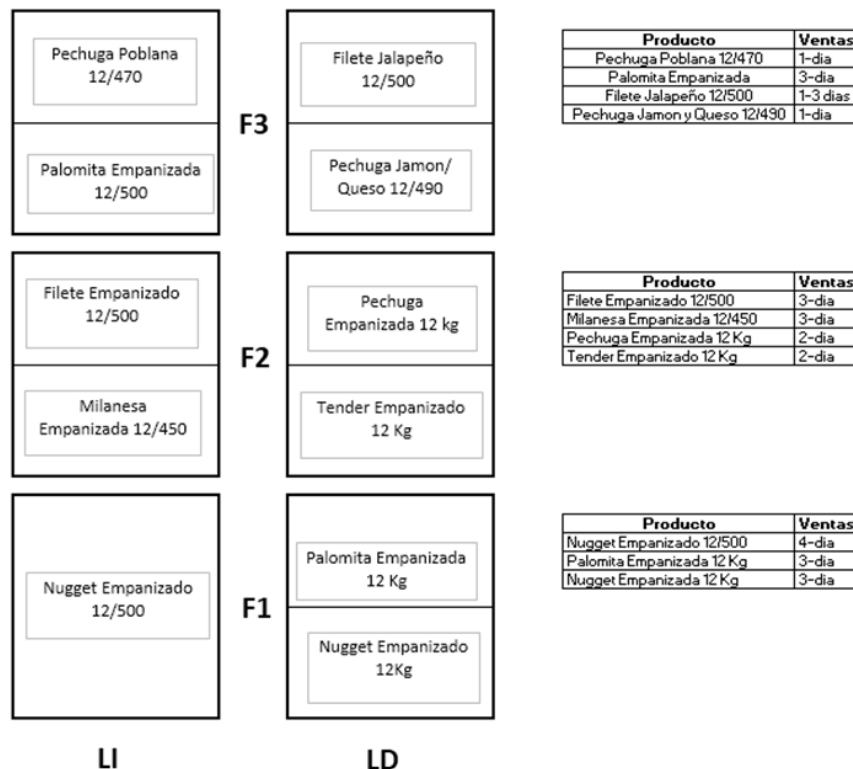 Pechuga Poblana
12/470
Palomita Empanizada
12/500
F3
Filete Jalapeño
12/500
Pechuga Jamon/
Queso 12/490
Producto Ventas
Pechuga Poblana 12/470 1-dia
Palomita Empanizada 3-dia
Filete Jalapeño 12/500 1-3 dias
Pechuga Jamon y Queso 12/490 1-dia
Filete Empanizado
12/500
Milanesa
Empanizada 12/450
F2
Pechuga
Empanizada 12 kg
Tender Empanizado
12 Kg
Producto Ventas
Filete Empanizado 12/500 3-dia
Milanesa Empanizada 12/450 3-dia
Pechuga Empanizada 12 Kg 2-dia
Tender Empanizado 12 Kg 2-dia
Nugget Empanizado
12/500
F1
Palomita Empanizada
12 Kg
Nugget Empanizado
12Kg
Producto Ventas
Nugget Empanizado 12/500 4-dia
Palomita Empanizada 12 Kg 3-dia
Nugget Empanizada 12 Kg 3-dia
LI
LD